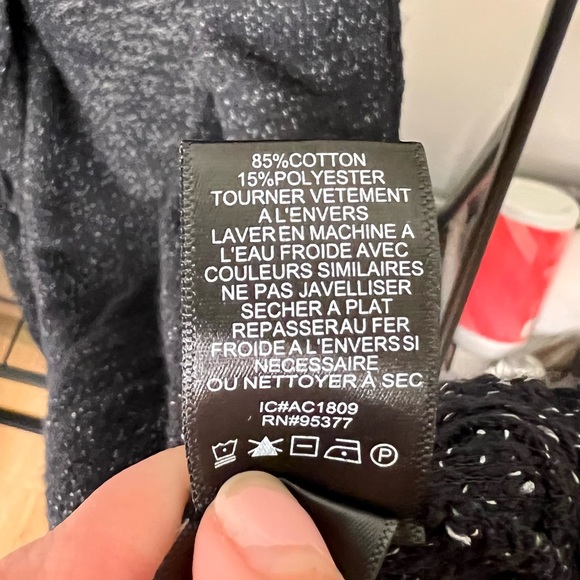 85%COTTON
15%POLYESTER
TOURNER VETEMENT
A L'ENVERS
LAVER EN MACHINE A
L'EAU FROIDE AVEC
COULEURS SIMILAIRES
NE PAS JAVELLISER
SECHER A PLAT
REPASSERAU FER
FROIDE A L'ENVERS SI
NECESSAIRE
OU NETTOYER À SEC
IC#AC1809
RN#95377
P